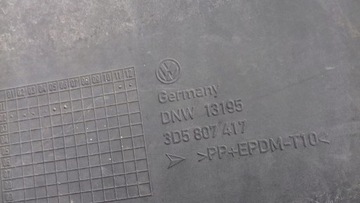 Germany
DNW 13195
3D5 807 417
>PP+EPDM-T10<